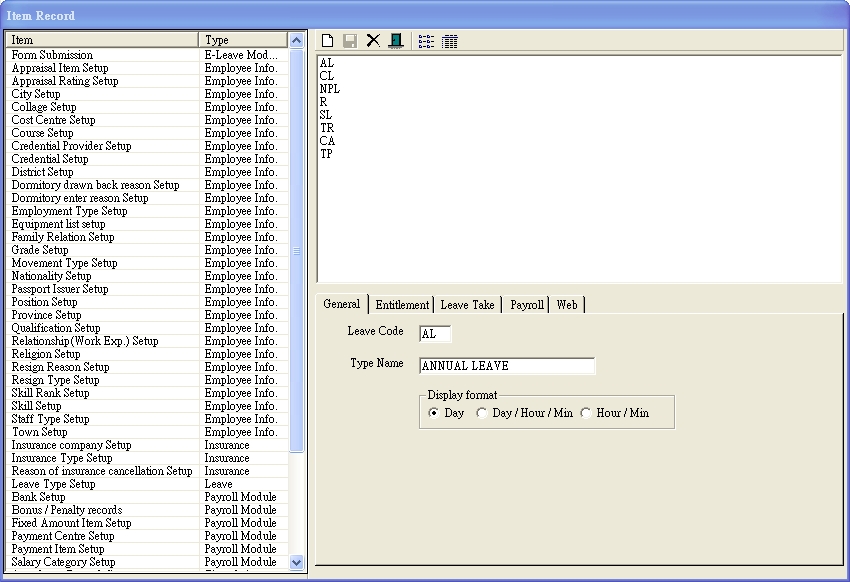 Item Record
Item Type
Form Submission E-Leave Mod...
Appraisal Item Setup Employee Info.
Appraisal Rating Setup Employee Info.
City Setup Employee Info.
Collage Setup Employee Info.
Cost Centre Setup Employee Info.
Course Setup Employee Info.
Credential Provider Setup Employee Info.
Credential Setup Employee Info.
District Setup Employee Info.
Dormitory drawn back reason Setup Employee Info.
Dormitory enter reason Setup Employee Info.
Employment Type Setup Employee Info.
Equipment list setup Employee Info.
Family Relation Setup Employee Info.
Grade Setup Employee Info.
Movement Type Setup Employee Info.
Nationality Setup Employee Info.
Passport Issuer Setup Employee Info.
Position Setup Employee Info.
Province Setup Employee Info.
Qualification Setup Employee Info.
Relationship(Work Exp.) Setup Employee Info.
Religion Setup Employee Info.
Resign Reason Setup Employee Info.
Resign Type Setup Employee Info.
Skill Rank Setup Employee Info.
Skill Setup Employee Info.
Staff Type Setup Employee Info.
Town Setup Employee Info.
Insurance company Setup Insurance
Insurance Type Setup Insurance
Reason of insurance cancellation Setup Insurance
Leave Type Setup Leave
Bank Setup Payroll Module
Bonus / Penalty records Payroll Module
Fixed Amount Item Setup Payroll Module
Payment Centre Setup Payroll Module
Payment Item Setup Payroll Module
Salary Category Setup Payroll Module
AL
CL
NPL
R
SL
TR
CA
TP
General Entitlement Leave Take Payroll Web
Leave Code AL
Type Name ANNUAL LEAVE
Display format
Day Day / Hour / Min Hour / Min